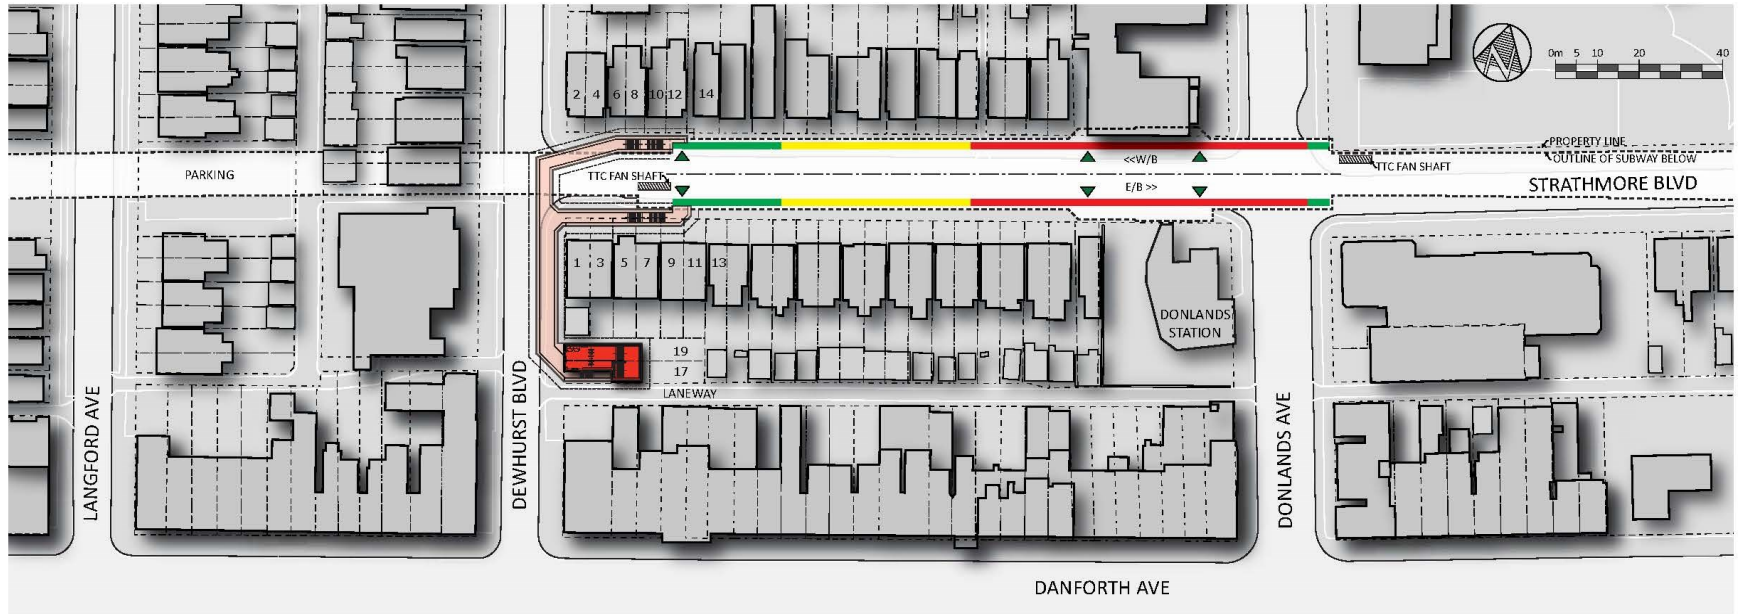 0m 5 10 20 40
2 4 6 8 10 12 14
PROPERTY LINE
OUTLINE OF SUBWAY BELOW
<<W/B
TTC FAN SHAFT
PARKING
TTC FAN SHAFT
E/B >>
STRATHMORE BLVD
1 3 5 7 9 11 13
DONLANDS
STATION
19
17
LANEWAY
LANGFORD AVE
DEWHURST BLVD
DONLANDS AVE
DANFORTH AVE